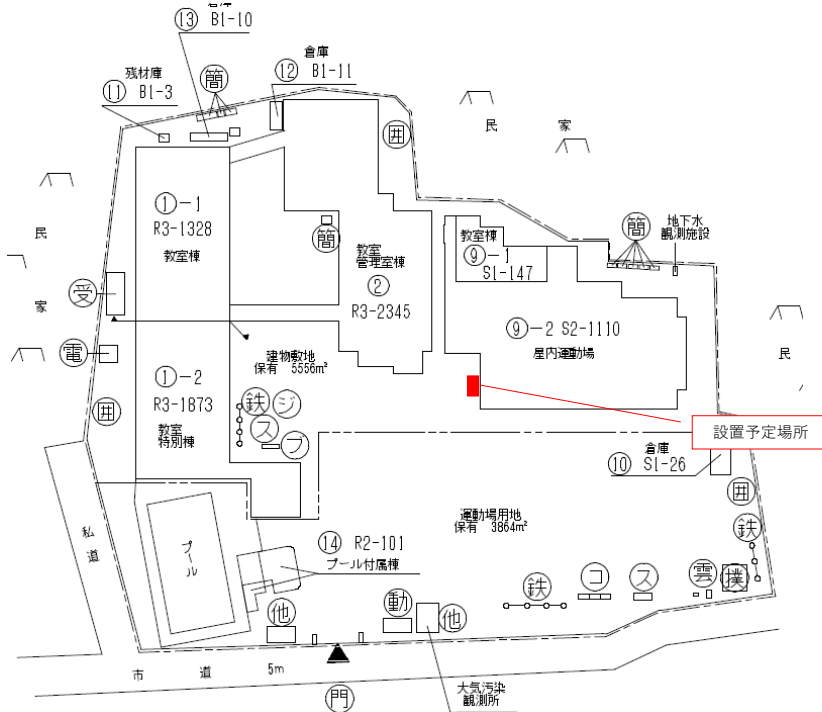 ⑬ B1-10
倉庫
残材庫
⑪ B1-3
簡
⑫ B1-11
囲
民 家
①-1
R3-1328
教室棟
民
家
受
電
囲
簡
教室
管理室棟
②
R3-2345
教室棟
⑨-1
S1-147
簡
地下水
観測施設
⑨-2 S2-1110
屋内運動場
民
建物敷地
保有 5556㎡
①-2
R3-1873
教室
特別棟
鉄
ジ
ス
プ
設置予定場所
倉庫
⑩ S1-26
囲
鉄
運動場用地
保有 3864㎡
私道
プール
⑭ R2-101
プール付属棟
他
動
他
鉄
コ
ス
雲
撲
市 道 5m
門
大気汚染
観測所